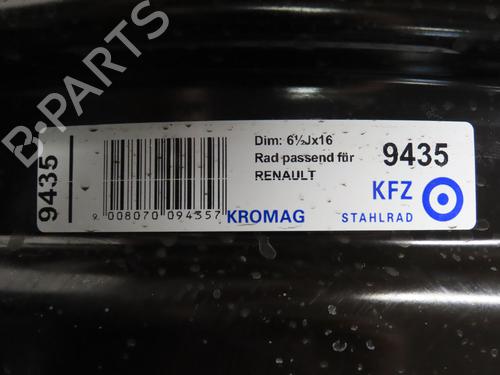 B-PARTS
9435
Dim: 6½Jx16
Rad passend für
RENAULT
9435
KFZ
STAHLRAD
9 008070 094357
KROMAG